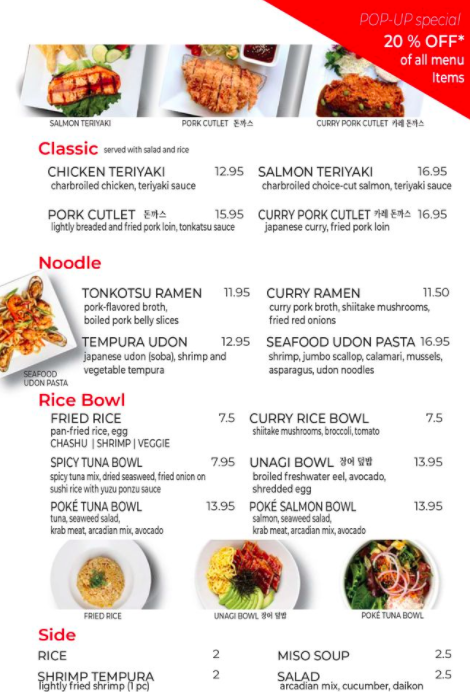 POP-UP special
20 % OFF*
of all menu
Items
SALMON TERIYAKI
PORK CUTLET 돈까스
CURRY PORK CUTLET 카레 돈까스
Classic served with salad and rice
CHICKEN TERIYAKI 12.95
charbroiled chicken, teriyaki sauce
SALMON TERIYAKI 16.95
charbroiled choice-cut salmon, teriyaki sauce
PORK CUTLET 돈까스 15.95
lightly breaded and fried pork loin, tonkatsu sauce
CURRY PORK CUTLET 카레 돈까스 16.95
japanese curry, fried pork loin
Noodle
TONKOTSU RAMEN 11.95
pork-flavored broth,
boiled pork belly slices
CURRY RAMEN 11.50
curry pork broth, shiitake mushrooms,
fried red onions
TEMPURA UDON 12.95
japanese udon (soba), shrimp and
vegetable tempura
SEAFOOD UDON PASTA 16.95
shrimp, jumbo scallop, calamari, mussels,
asparagus, udon noodles
SEAFOOD
UDON PASTA
Rice Bowl
FRIED RICE 7.5
pan-fried rice, egg
CHASHU | SHRIMP | VEGGIE
CURRY RICE BOWL 7.5
shiitake mushrooms, broccoli, tomato
SPICY TUNA BOWL 7.95
spicy tuna mix, dried seasweed, fried onion on
sushi rice with yuzu ponzu sauce
UNAGI BOWL 장어 덮밥 13.95
broiled freshwater eel, avocado,
shredded egg
POKÉ TUNA BOWL 13.95
tuna, seaweed salad,
krab meat, arcadian mix, avocado
POKÉ SALMON BOWL 13.95
salmon, seaweed salad,
krab meat, arcadian mix, avocado
FRIED RICE
UNAGI BOWL 장어 덮밥
POKÉ TUNA BOWL
Side
RICE 2
MISO SOUP 2.5
SHRIMP TEMPURA 2
lightly fried shrimp (1 pc)
SALAD 2.5
arcadian mix, cucumber, daikon